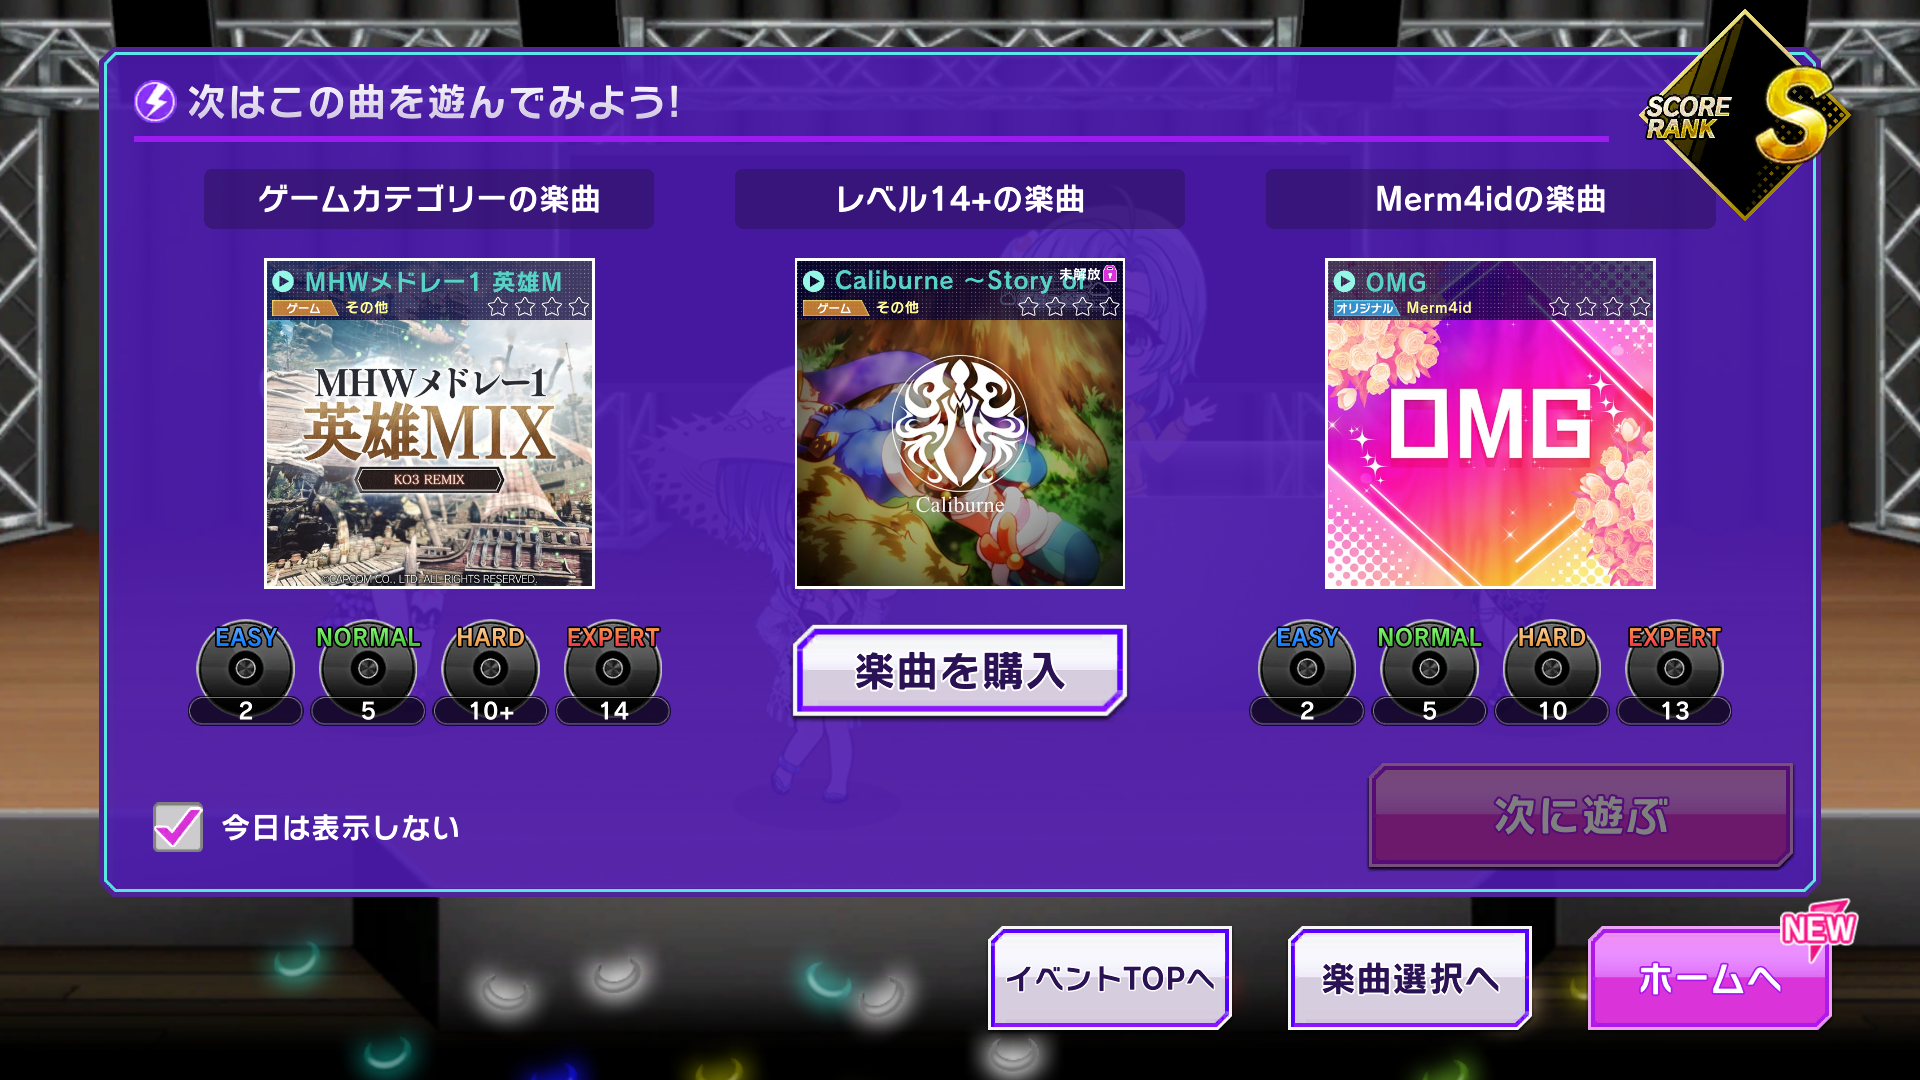 次はこの曲を遊んでみよう!
SCORE
RANK
S
ゲームカテゴリーの楽曲
レベル14+の楽曲
Merm4idの楽曲
MHWメドレー1 英雄M
ゲーム その他
MHWメドレー1
英雄MIX
KO3 REMIX
©CAPCOM CO., LTD. ALL RIGHTS RESERVED.
Caliburne ～Story of
未解放
ゲーム その他
Caliburne
OMG
オリジナル Merm4id
OMG
EASY NORMAL HARD EXPERT
2 5 10+ 14
楽曲を購入
EASY NORMAL HARD EXPERT
2 5 10 13
今日は表示しない
次に遊ぶ
イベントTOPへ
楽曲選択へ
ホームへ
NEW